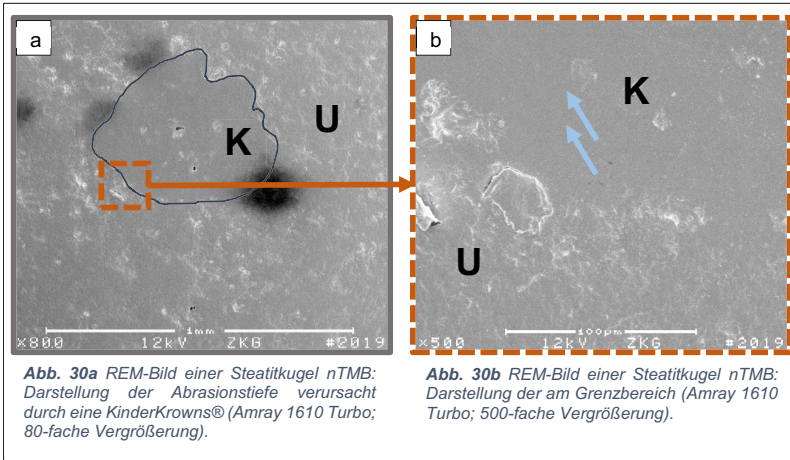 a
K
U
1mm
x800 12kV ZKG #2019
b
K
U
100µm
x500 12kV ZKG #2019
Abb. 30a REM-Bild einer Steatitkugel nTMB:
Darstellung der Abrasionstiefe verursacht
durch eine KinderKrowns® (Amray 1610 Turbo;
80-fache Vergrößerung).
Abb. 30b REM-Bild einer Steatitkugel nTMB:
Darstellung der am Grenzbereich (Amray 1610
Turbo; 500-fache Vergrößerung).